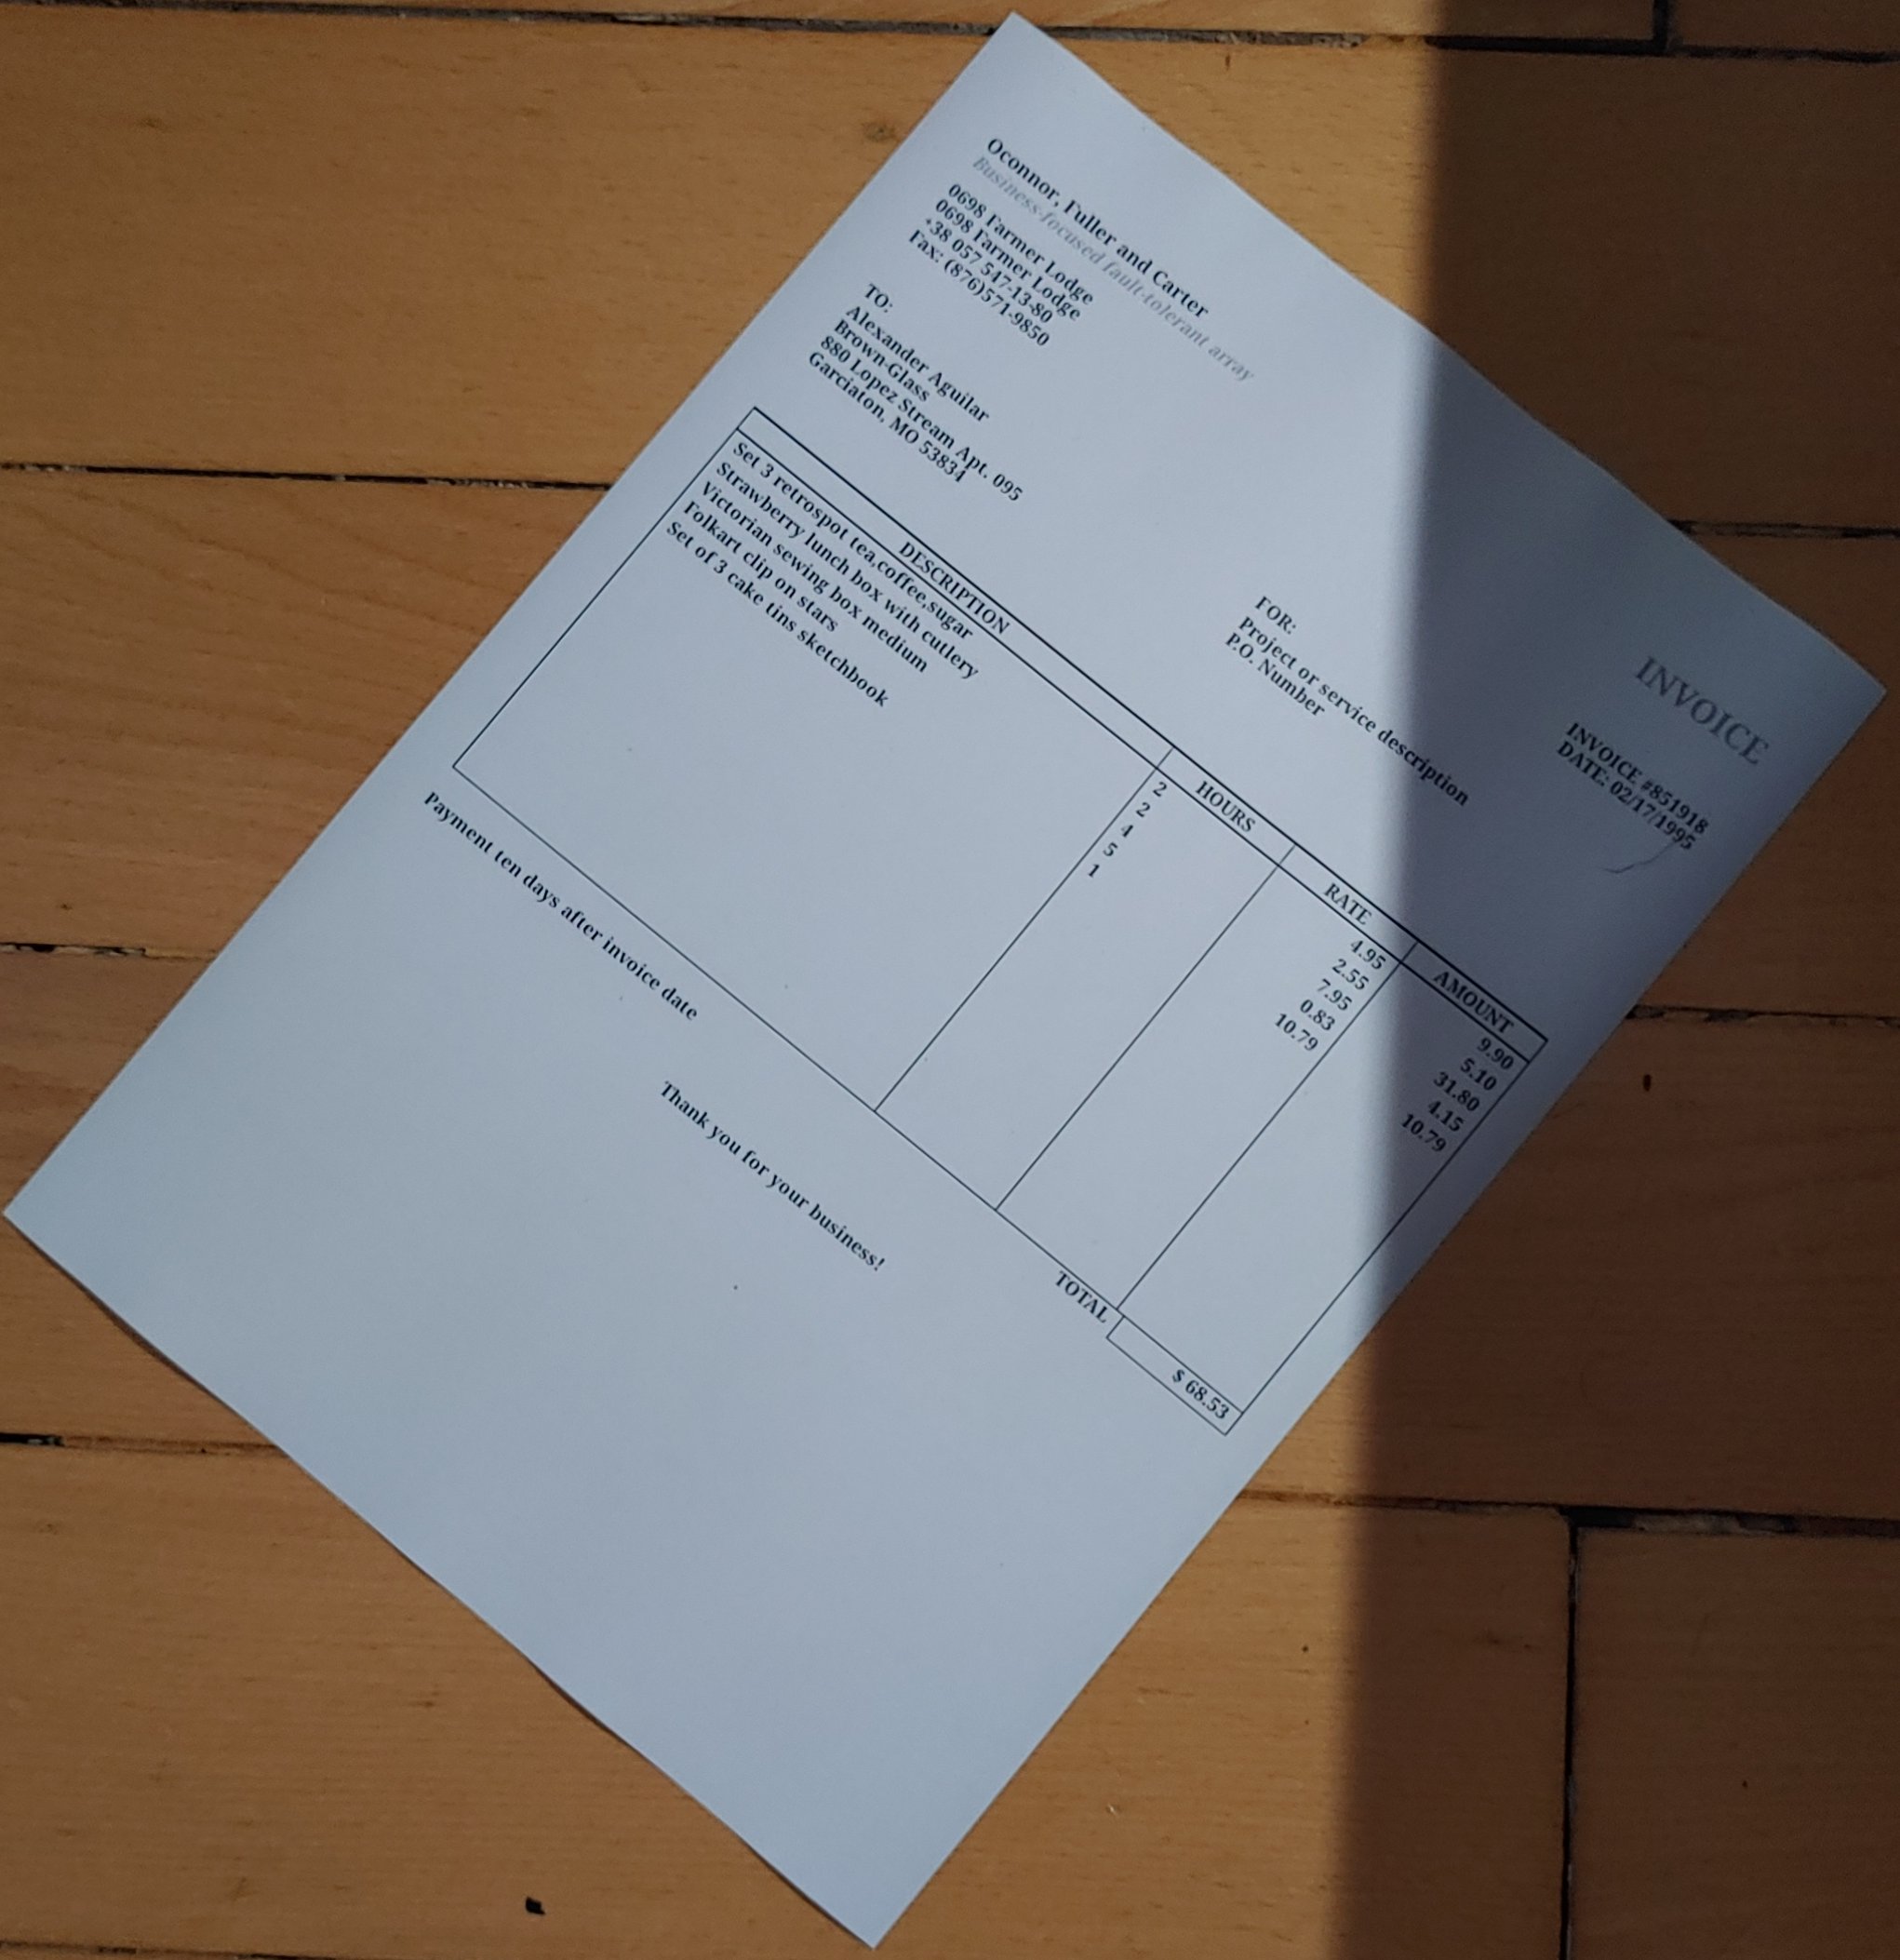 Oconnor, Fuller and Carter
Business-focused fault-tolerant array
INVOICE
0698 Farmer Lodge
0698 Farmer Lodge
+38 057 547-13-80
Fax: (876)571-9850
INVOICE #851918
DATE: 02/17/1995
TO:
Alexander Aguilar
Brown-Glass
880 Lopez Stream Apt. 095
Garciaton, MO 53834
FOR:
Project or service description
P.O. Number
DESCRIPTION HOURS RATE AMOUNT
Set 3 retrospot tea,coffee,sugar 2 4.95 9.90
Strawberry lunch box with cutlery 2 2.55 5.10
Victorian sewing box medium 4 7.95 31.80
Folkart clip on stars 5 0.83 4.15
Set of 3 cake tins sketchbook 1 10.79 10.79
TOTAL $ 68.53
Payment ten days after invoice date
Thank you for your business!